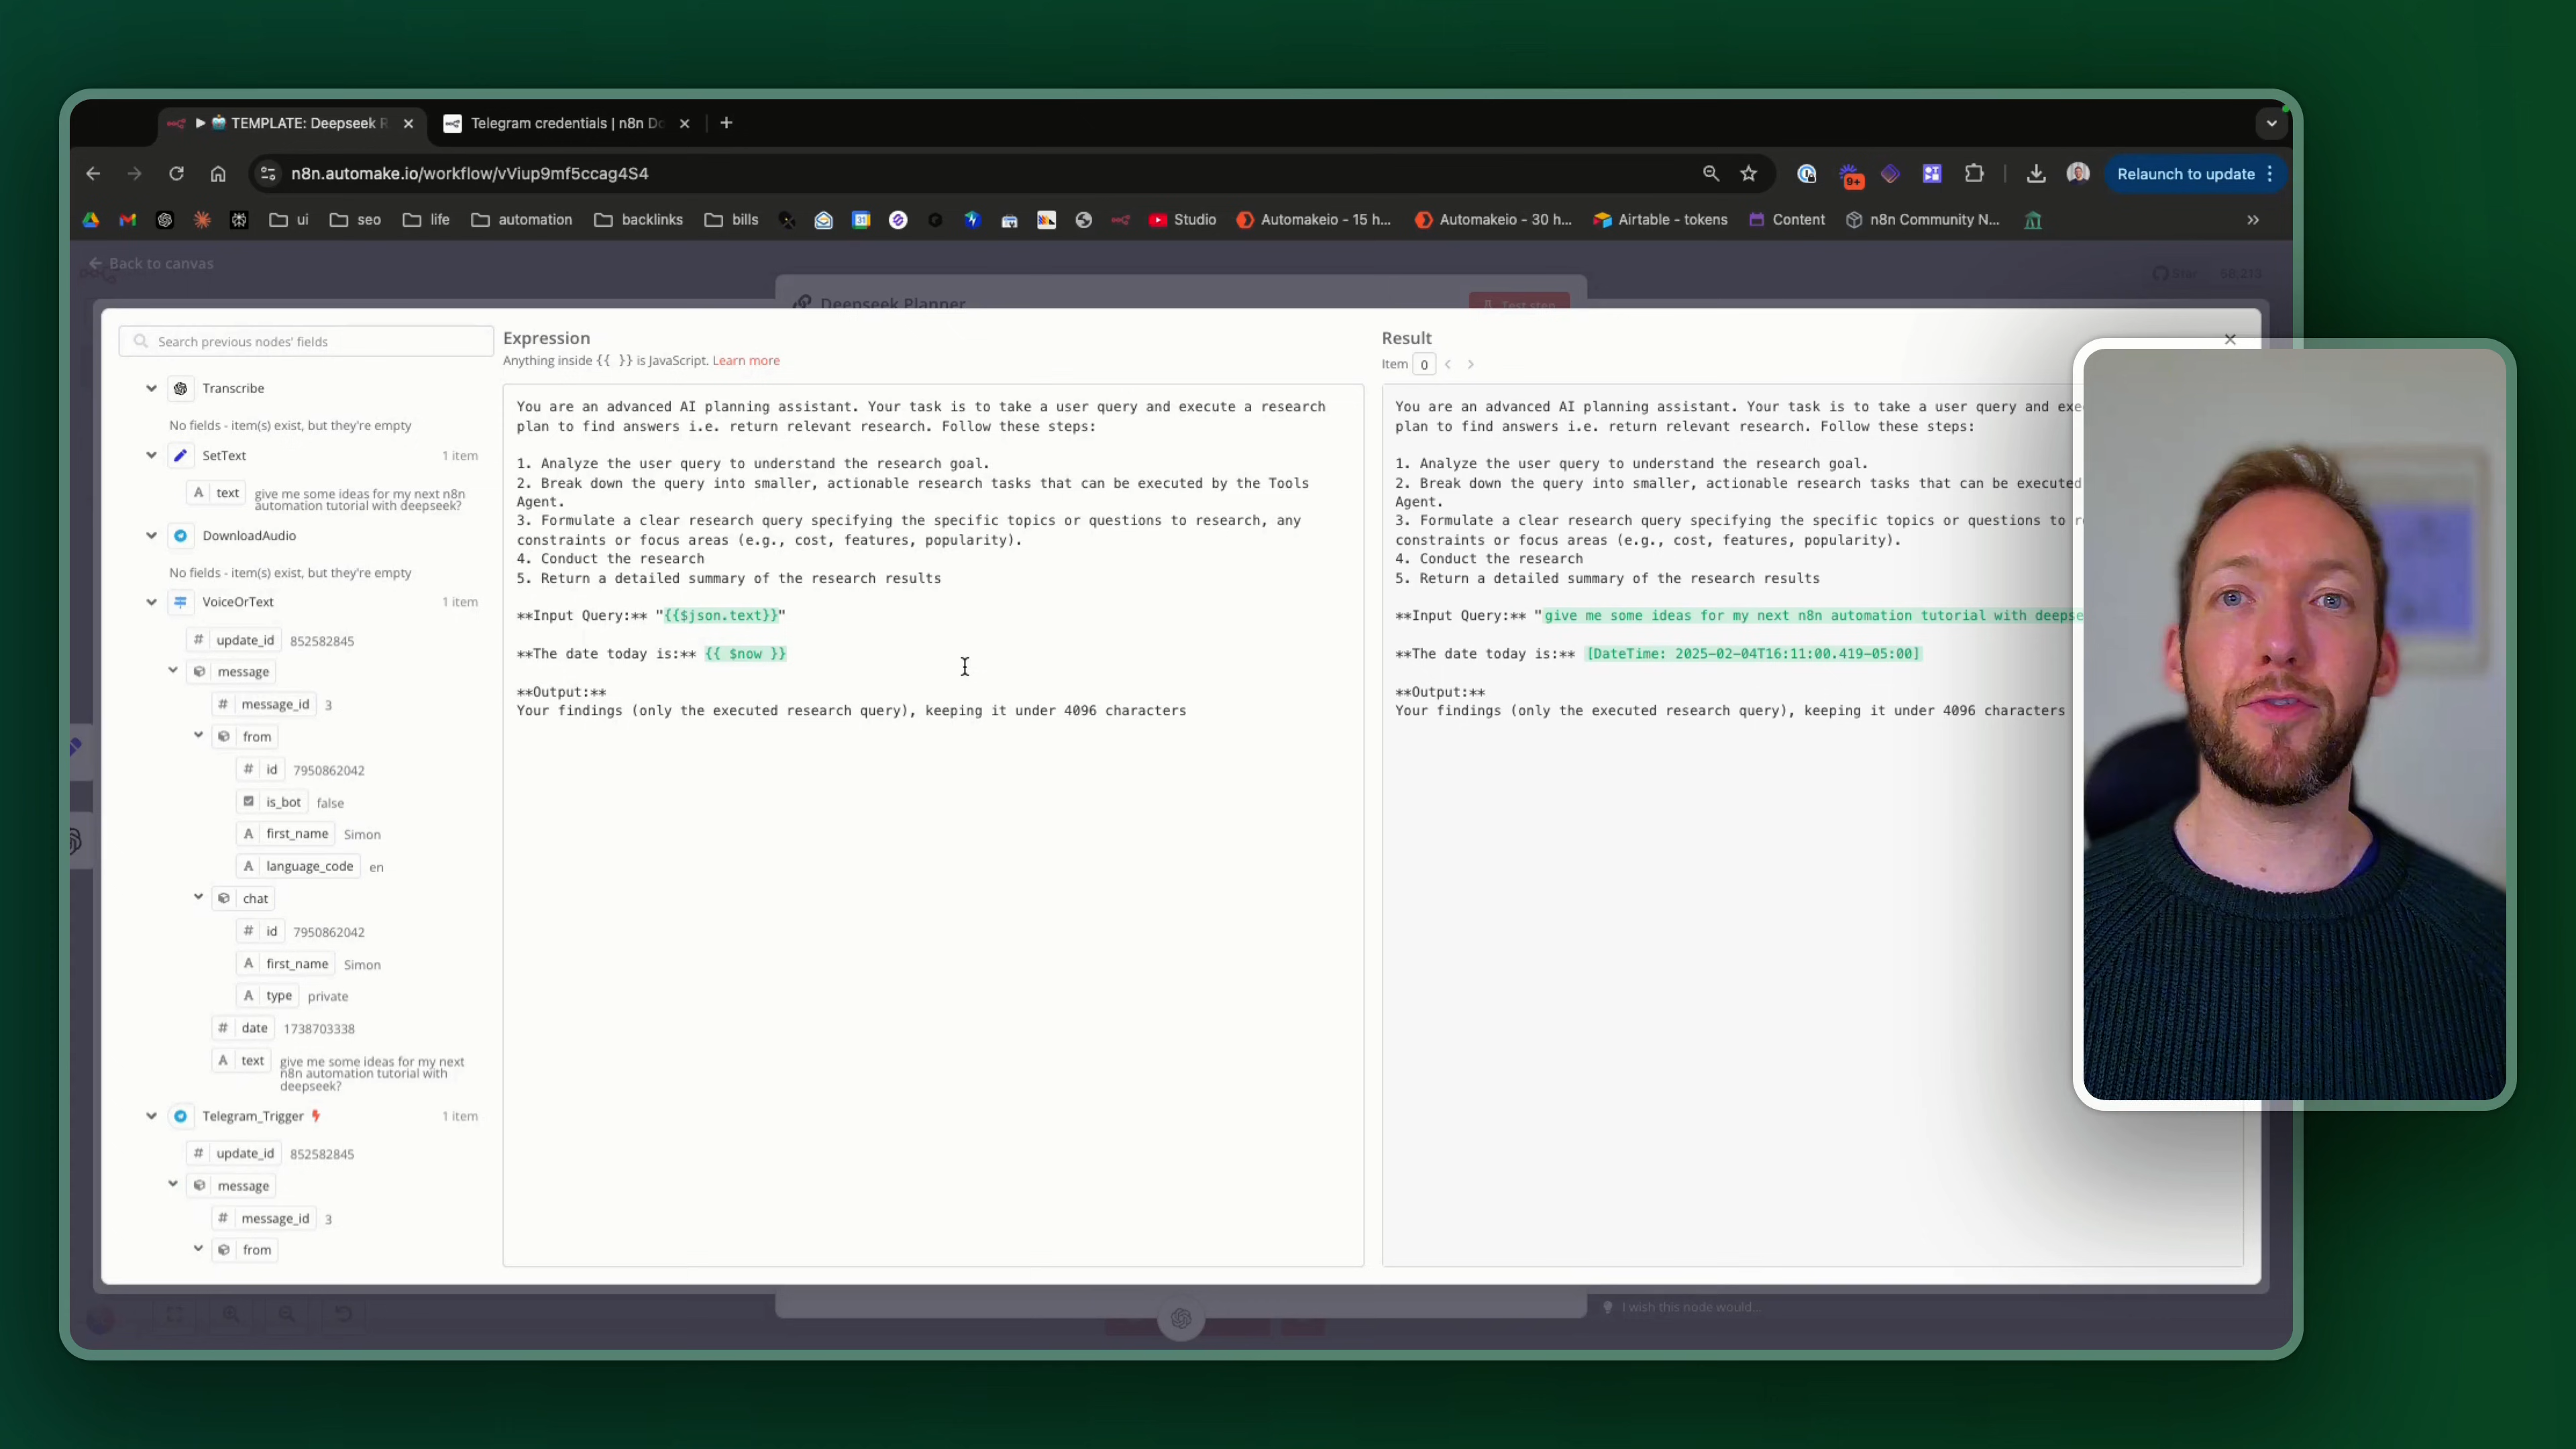 TEMPLATE: Deepseek R
Telegram credentials | n8n Do
n8n.automake.io/workflow/vViup9mf5ccag4S4
9+
Relaunch to update
ui
seo
life
automation
backlinks
bills
Studio
Automakeio - 15 h...
Automakeio - 30 h...
Airtable - tokens
Content
n8n Community N...
Back to canvas
Star
Deepseek Planner
Test step
Search previous nodes' fields
Transcribe
No fields - item(s) exist, but they're empty
SetText 1 item
A text give me some ideas for my next n8n
automation tutorial with deepseek?
DownloadAudio
No fields - item(s) exist, but they're empty
VoiceOrText 1 item
# update_id 852582845
message
# message_id 3
from
# id 7950862042
is_bot false
A first_name Simon
A language_code en
chat
# id 7950862042
A first_name Simon
A type private
# date 1738703338
A text give me some ideas for my next
n8n automation tutorial with
deepseek?
Telegram_Trigger 1 item
# update_id 852582845
message
# message_id 3
from
Expression
Anything inside {{ }} is JavaScript. Learn more
You are an advanced AI planning assistant. Your task is to take a user query and execute a research
plan to find answers i.e. return relevant research. Follow these steps:
1. Analyze the user query to understand the research goal.
2. Break down the query into smaller, actionable research tasks that can be executed by the Tools
Agent.
3. Formulate a clear research query specifying the specific topics or questions to research, any
constraints or focus areas (e.g., cost, features, popularity).
4. Conduct the research
5. Return a detailed summary of the research results
**Input Query:** "{{$json.text}}"
**The date today is:** {{ $now }}
**Output:**
Your findings (only the executed research query), keeping it under 4096 characters
Result
Item 0
You are an advanced AI planning assistant. Your task is to take a user query and exe
plan to find answers i.e. return relevant research. Follow these steps:
1. Analyze the user query to understand the research goal.
2. Break down the query into smaller, actionable research tasks that can be executed
Agent.
3. Formulate a clear research query specifying the specific topics or questions to r
constraints or focus areas (e.g., cost, features, popularity).
4. Conduct the research
5. Return a detailed summary of the research results
**Input Query:** "give me some ideas for my next n8n automation tutorial with deepse
**The date today is:** [DateTime: 2025-02-04T16:11:00.419-05:00]
**Output:**
Your findings (only the executed research query), keeping it under 4096 characters
I wish this node would...